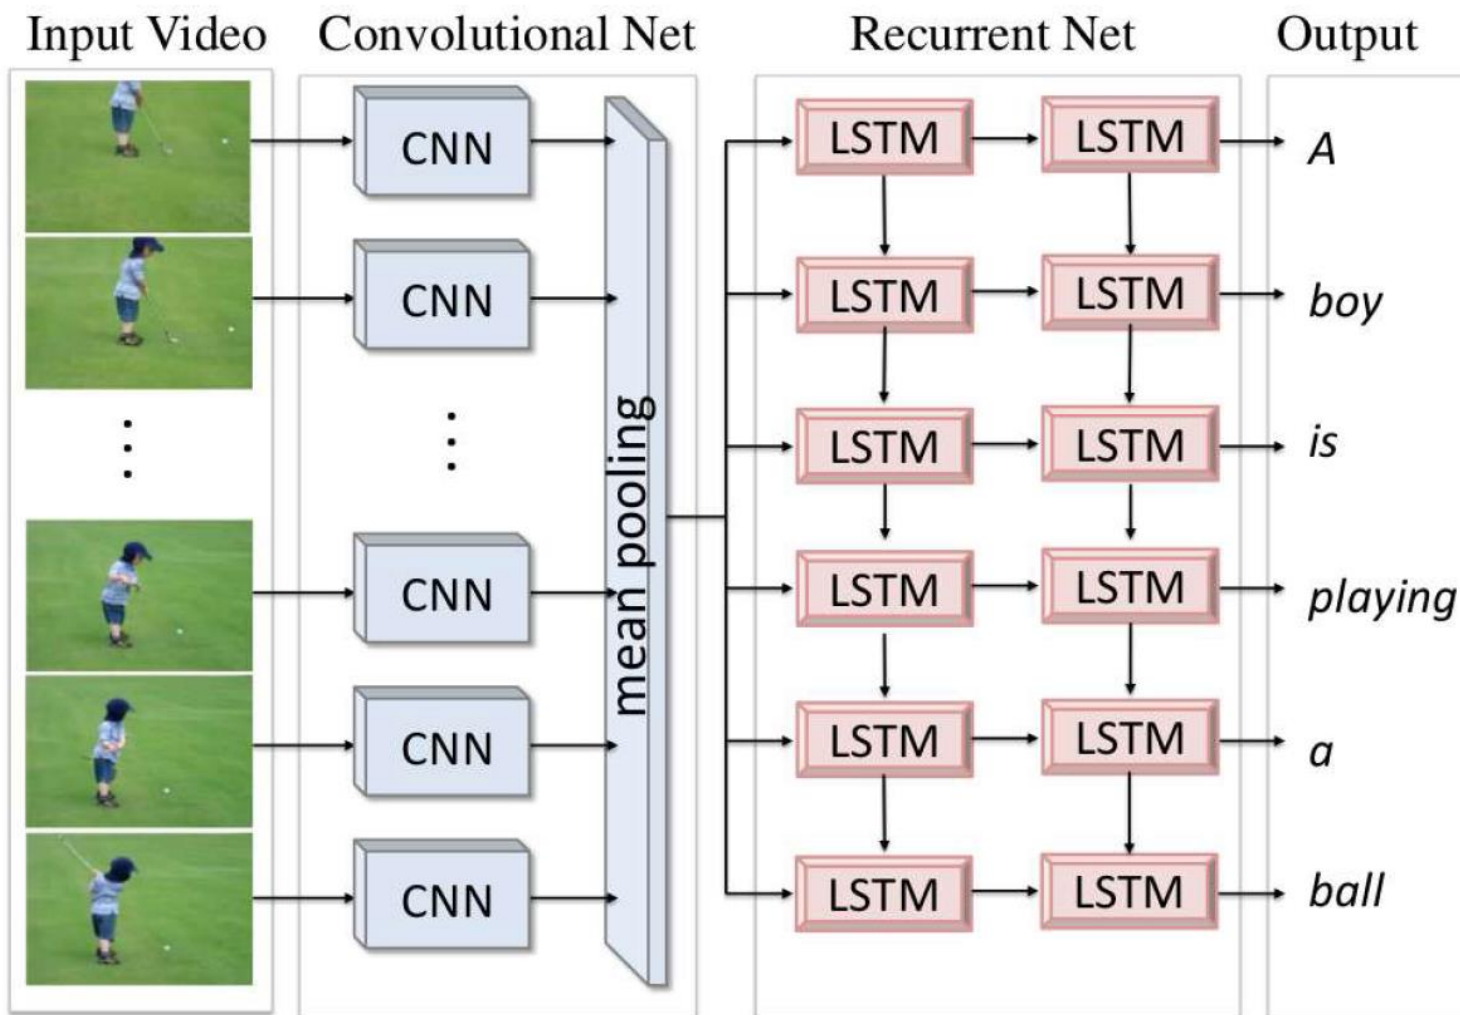 Input Video Convolutional Net Recurrent Net Output
CNN LSTM LSTM A
CNN LSTM LSTM boy
LSTM LSTM is
mean pooling
CNN LSTM LSTM playing
CNN LSTM LSTM a
CNN LSTM LSTM ball